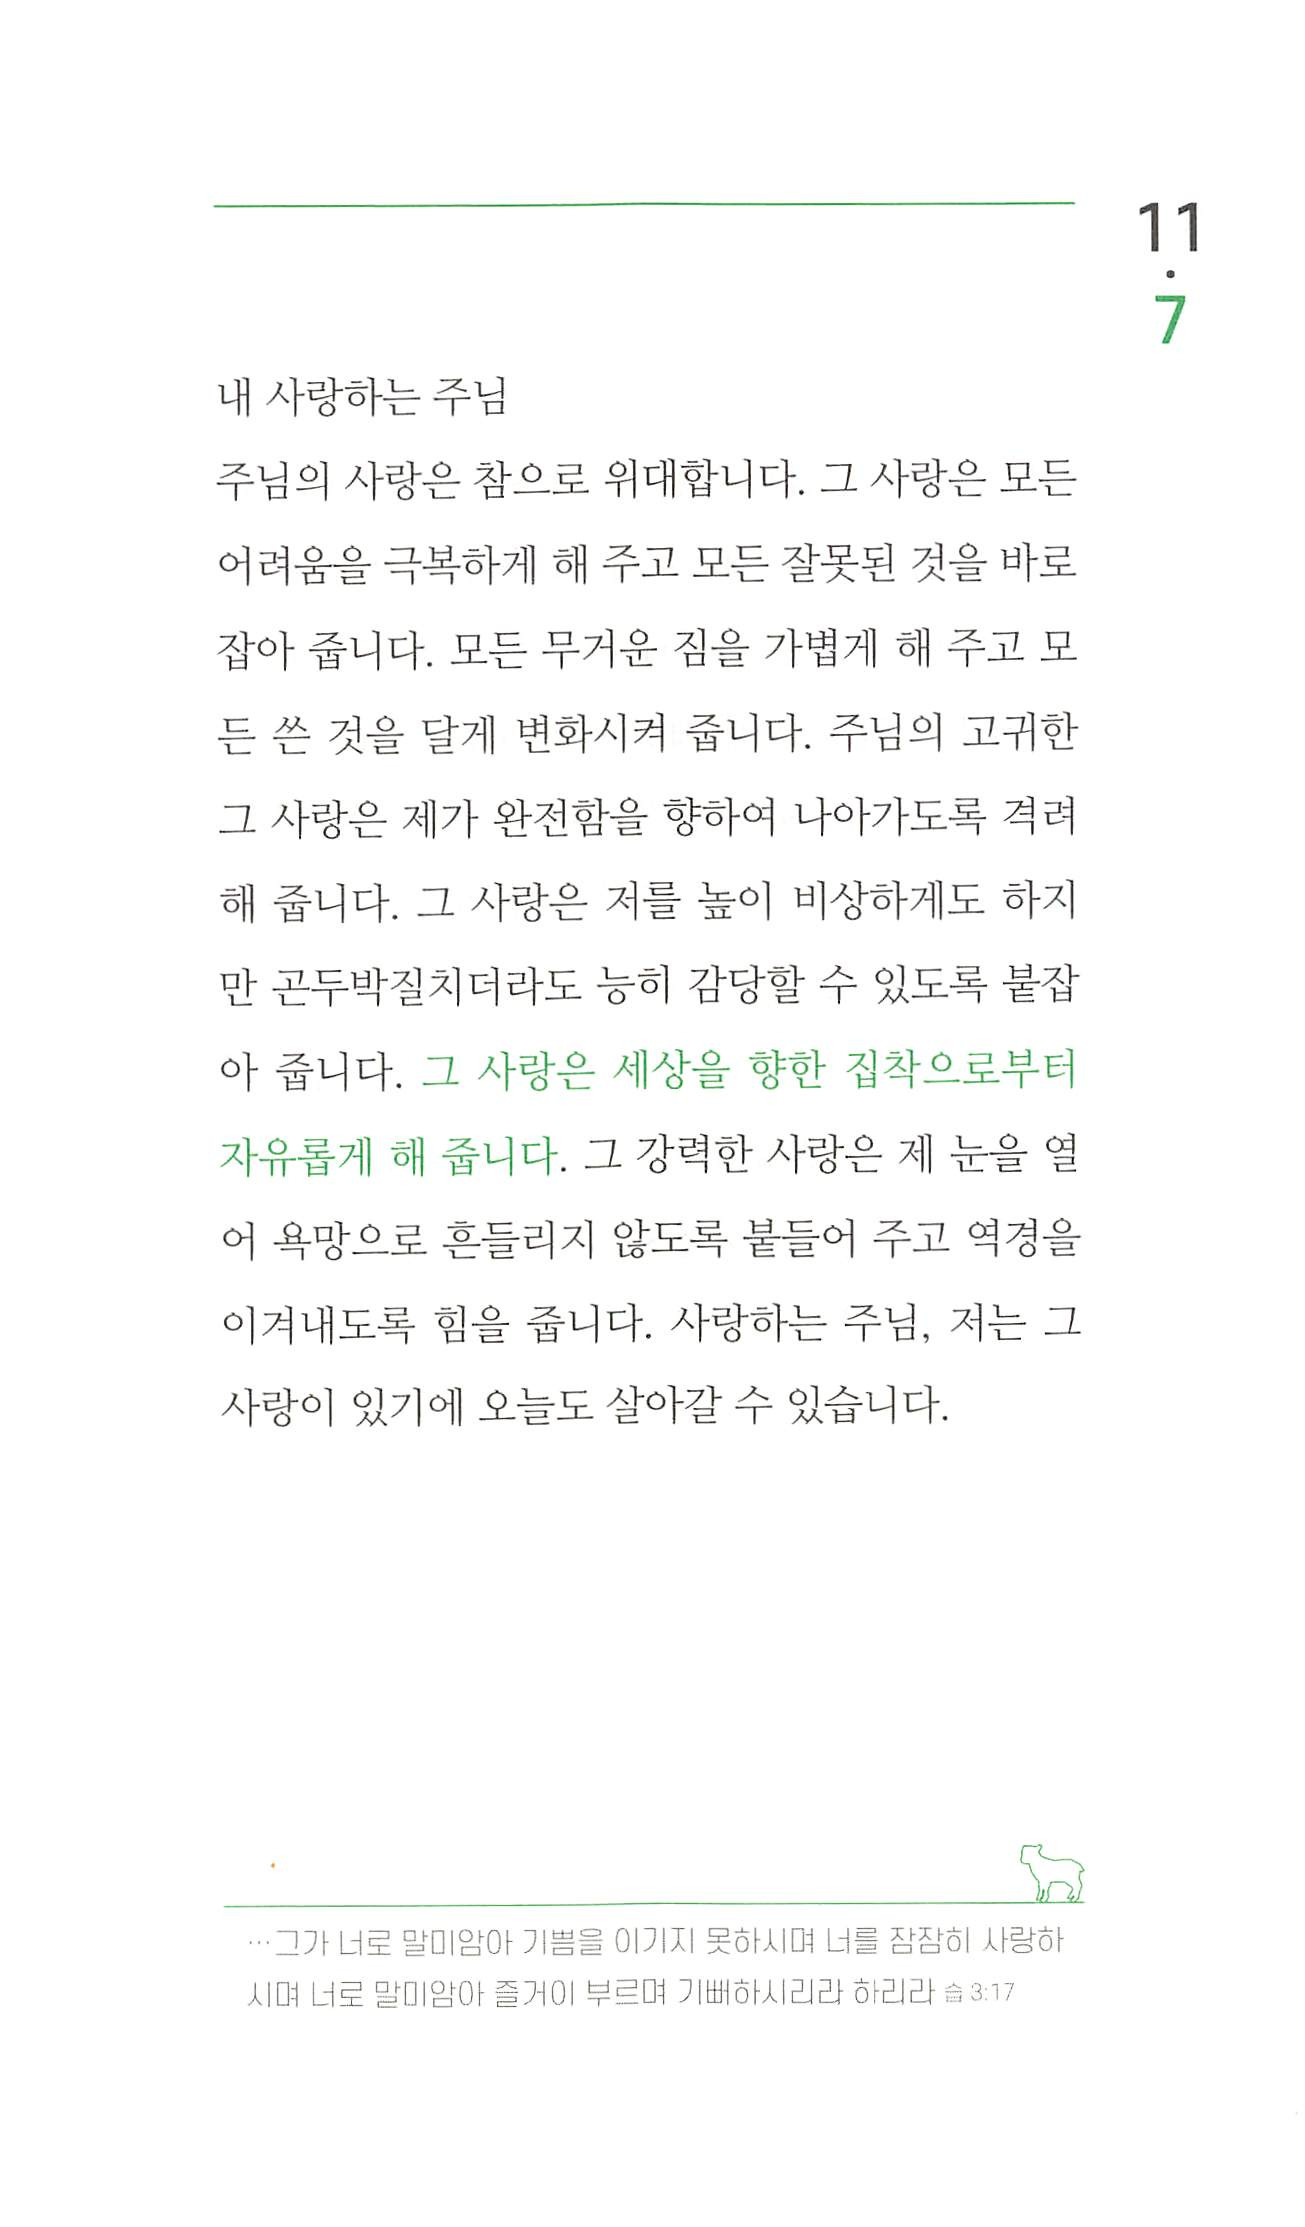 11
·
7
내 사랑하는 주님
주님의 사랑은 참으로 위대합니다. 그 사랑은 모든
어려움을 극복하게 해 주고 모든 잘못된 것을 바로
잡아 줍니다. 모든 무거운 짐을 가볍게 해 주고 모
든 쓴 것을 달게 변화시켜 줍니다. 주님의 고귀한
그 사랑은 제가 완전함을 향하여 나아가도록 격려
해 줍니다. 그 사랑은 저를 높이 비상하게도 하지
만 곤두박질치더라도 능히 감당할 수 있도록 붙잡
아 줍니다. 그 사랑은 세상을 향한 집착으로부터
자유롭게 해 줍니다. 그 강력한 사랑은 제 눈을 열
어 욕망으로 흔들리지 않도록 붙들어 주고 역경을
이겨내도록 힘을 줍니다. 사랑하는 주님, 저는 그
사랑이 있기에 오늘도 살아갈 수 있습니다.
…그가 너로 말미암아 기쁨을 이기지 못하시며 너를 잠잠히 사랑하
시며 너로 말미암아 즐거이 부르며 기뻐하시리라 하리라 습 3:17